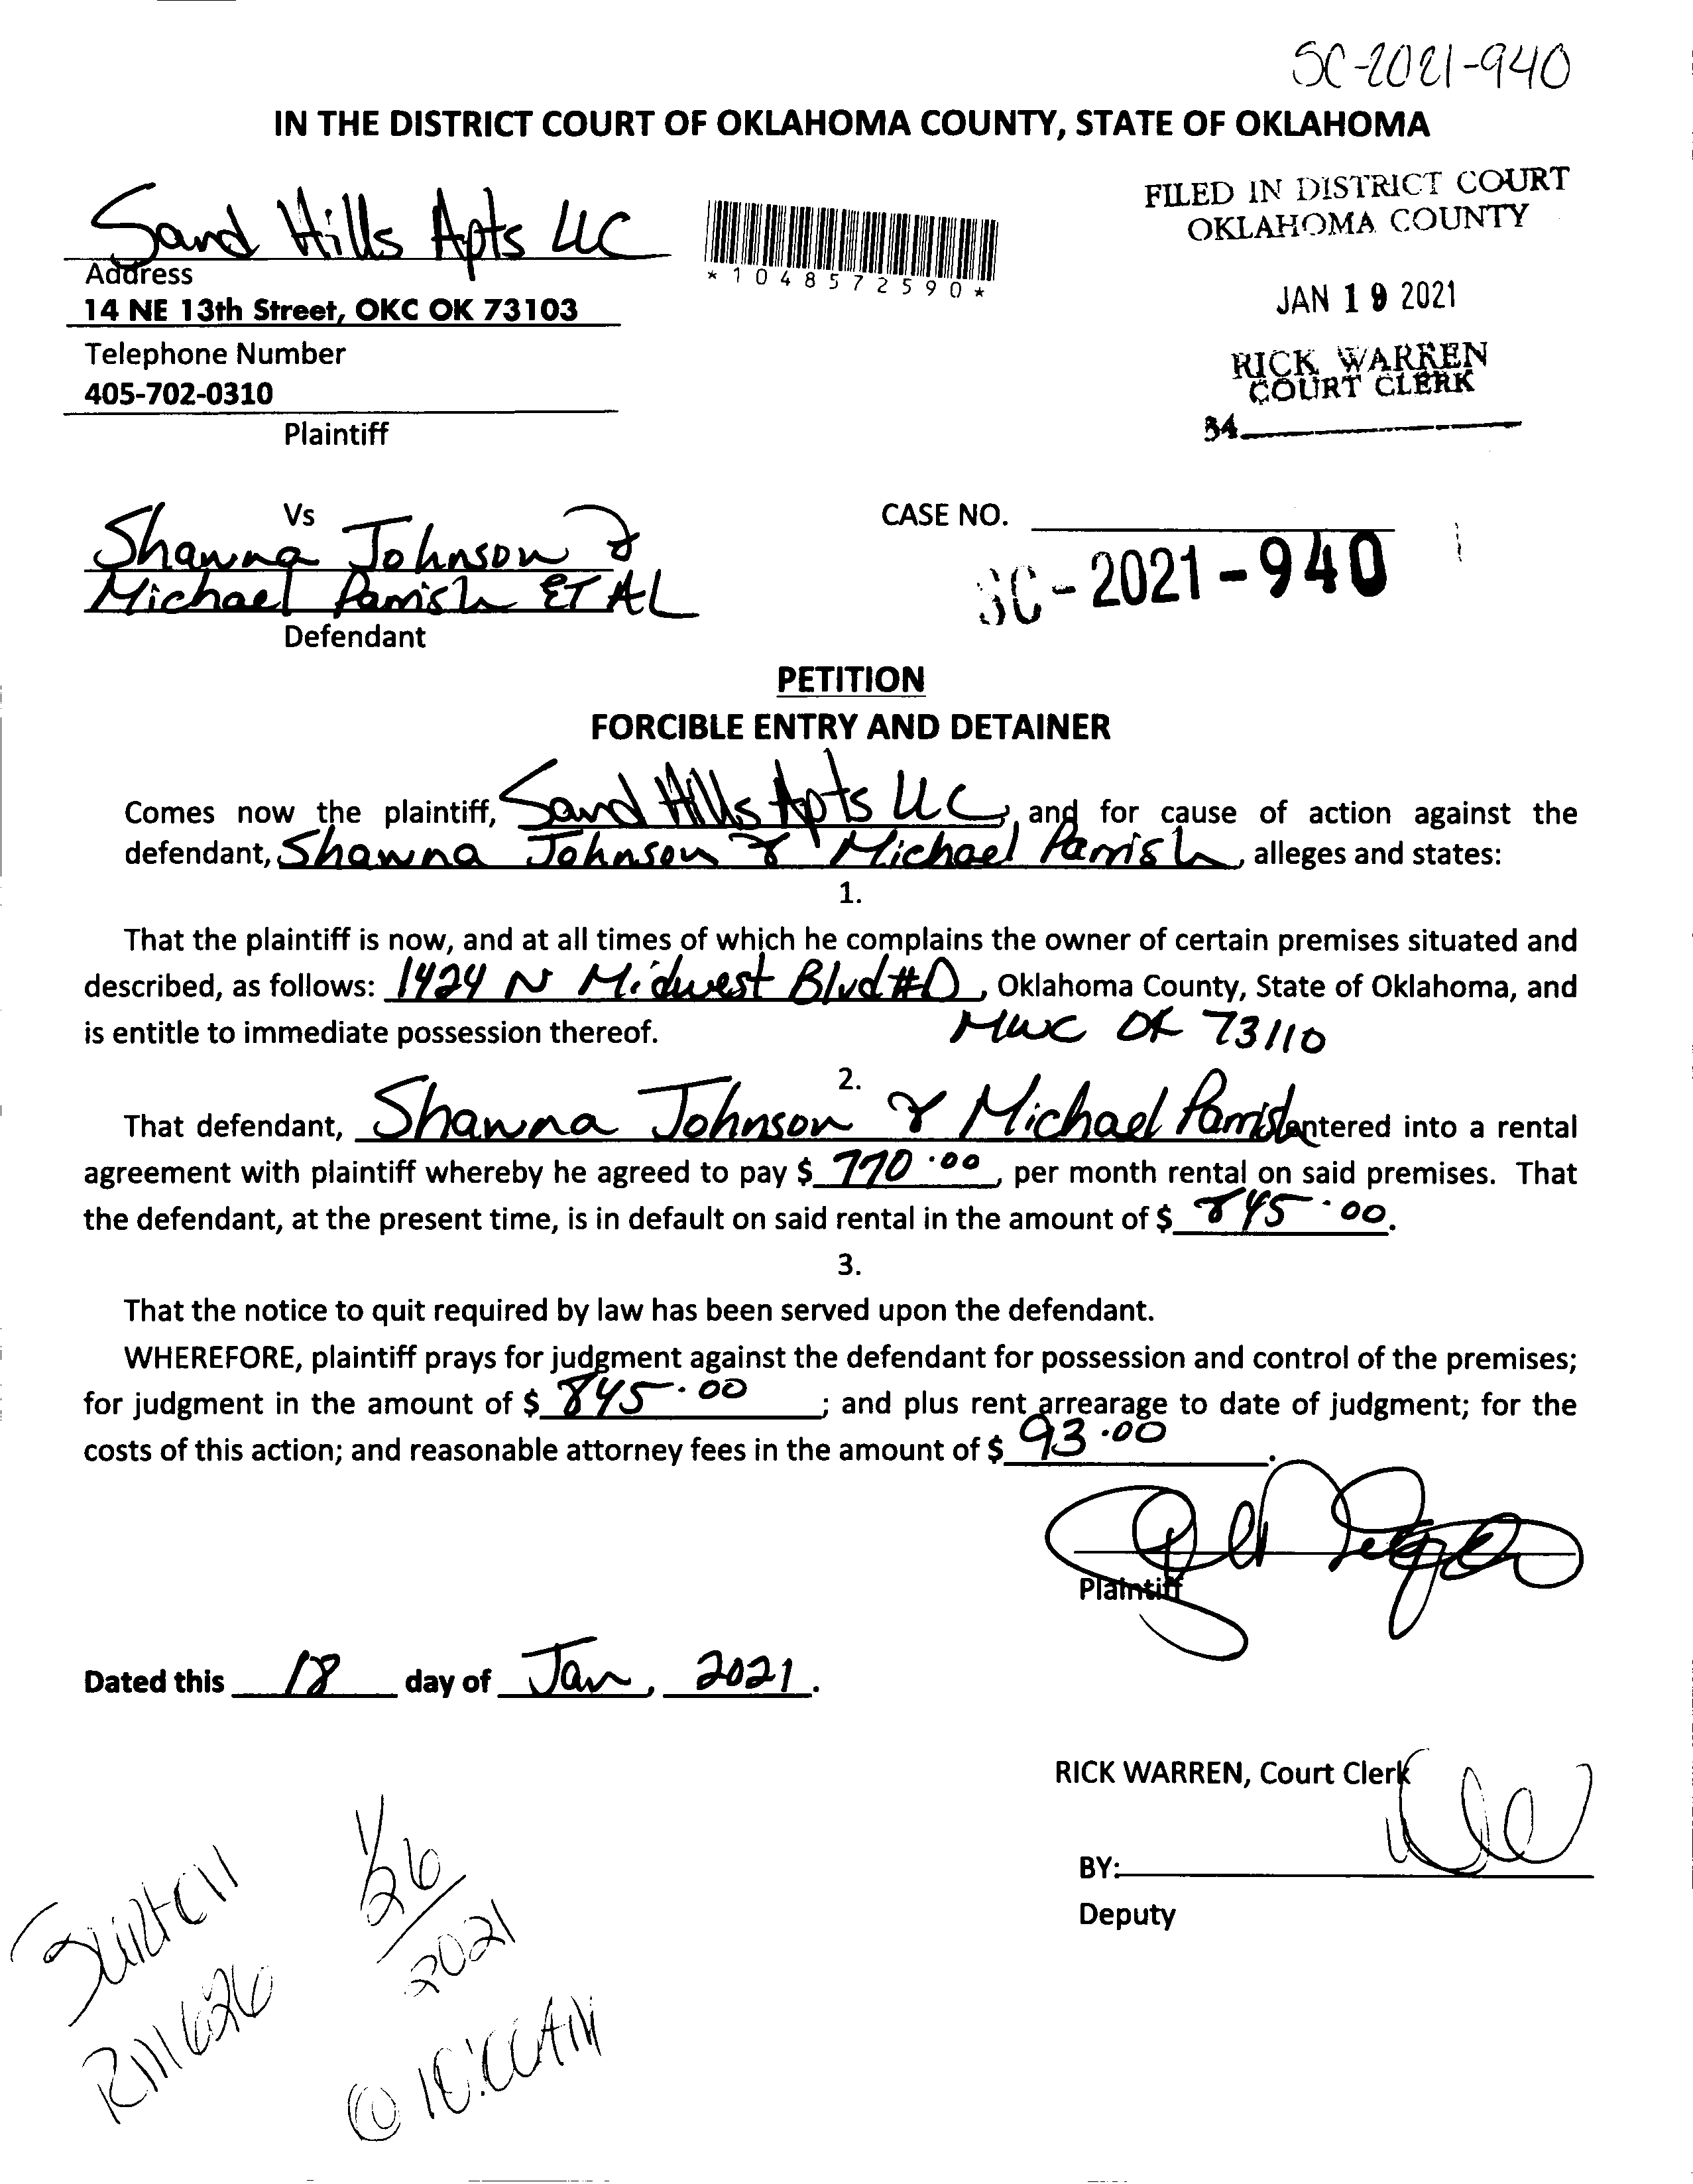 SC-2021-940
IN THE DISTRICT COURT OF OKLAHOMA COUNTY, STATE OF OKLAHOMA
Sand Hills Apts LLC
Address
14 NE 13th Street, OKC OK 73103
Telephone Number
405-702-0310
Plaintiff
*1048572590*
FILED IN DISTRICT COURT
OKLAHOMA COUNTY
JAN 19 2021
RICK WARREN
COURT CLERK
34
Vs
Shawna Johnson &
Michael Parrish ET AL
Defendant
CASE NO.
SC-2021-940
PETITION
FORCIBLE ENTRY AND DETAINER
Comes now the plaintiff, Sand Hills Apts LLC, and for cause of action against the
defendant, Shawna Johnson & Michael Parrish, alleges and states:
1.
That the plaintiff is now, and at all times of which he complains the owner of certain premises situated and
described, as follows: 1424 N Midwest Blvd #D, Oklahoma County, State of Oklahoma, and
is entitle to immediate possession thereof. MWC OK 73110
2.
That defendant, Shawna Johnson & Michael Parrish entered into a rental
agreement with plaintiff whereby he agreed to pay $ 770.00, per month rental on said premises. That
the defendant, at the present time, is in default on said rental in the amount of $ 845.00.
3.
That the notice to quit required by law has been served upon the defendant.
WHEREFORE, plaintiff prays for judgment against the defendant for possession and control of the premises;
for judgment in the amount of $ 845.00; and plus rent arrearage to date of judgment; for the
costs of this action; and reasonable attorney fees in the amount of $ 93.00.
Plaintiff
Dated this 18 day of Jan, 2021.
RICK WARREN, Court Clerk
BY:
Deputy
RM 626
1/26/2021
@ 10:00AM